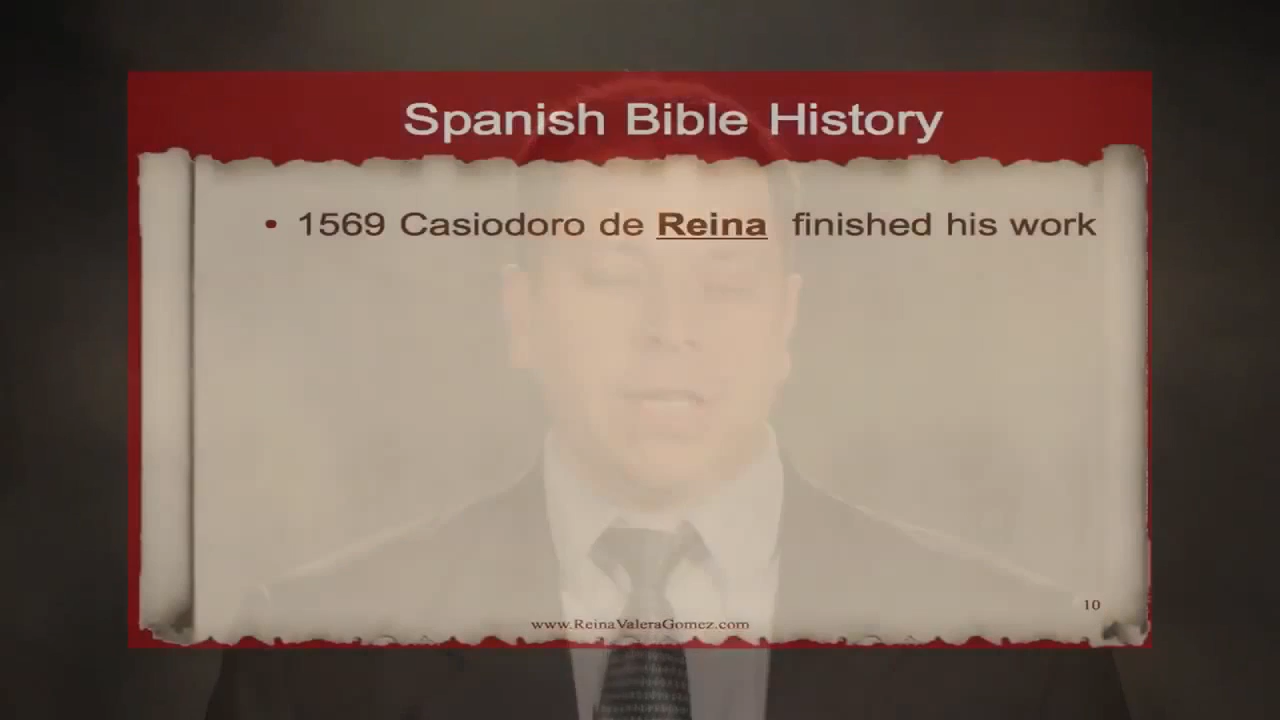 Spanish Bible History
• 1569 Casiodoro de Reina finished his work
10
www.ReinaValeraGomez.com